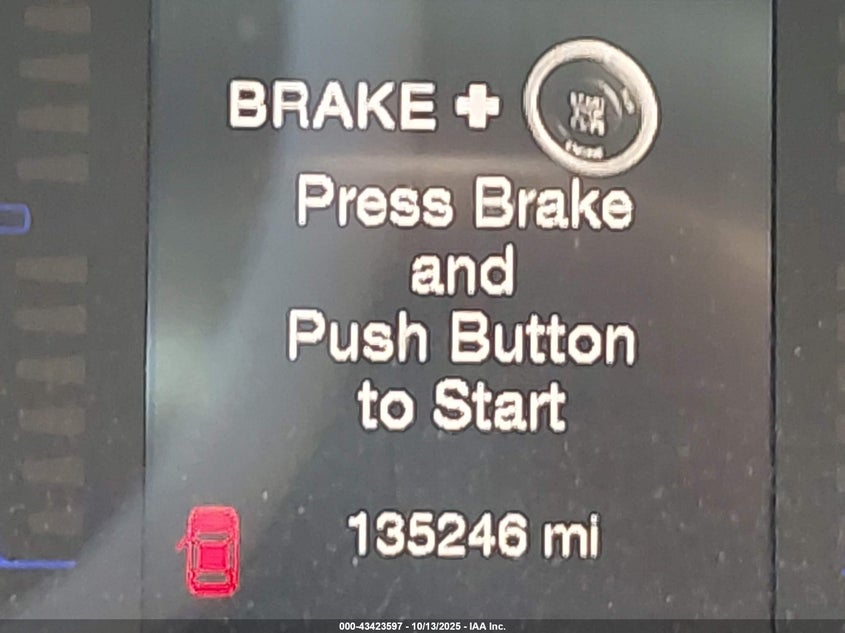 BRAKE +
Press Brake
and
Push Button
to Start
135246 mi
000-43423597 - 10/13/2025 - IAA Inc.